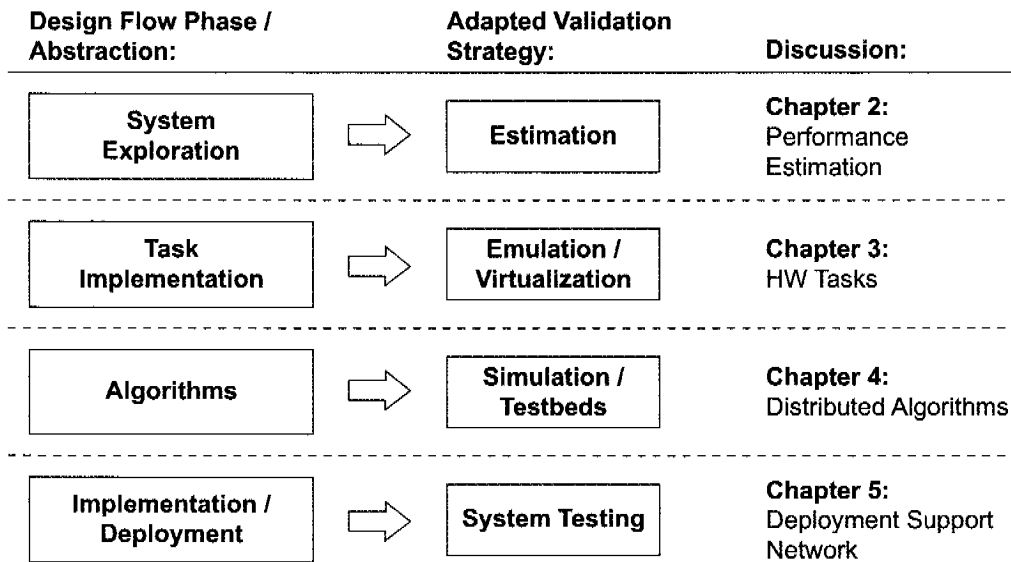 Design Flow Phase /
Abstraction:
Adapted Validation
Strategy:
Discussion:
System
Exploration
Estimation
Chapter 2:
Performance
Estimation
Task
Implementation
Emulation /
Virtualization
Chapter 3:
HW Tasks
Algorithms
Simulation /
Testbeds
Chapter 4:
Distributed Algorithms
Implementation /
Deployment
System Testing
Chapter 5:
Deployment Support
Network